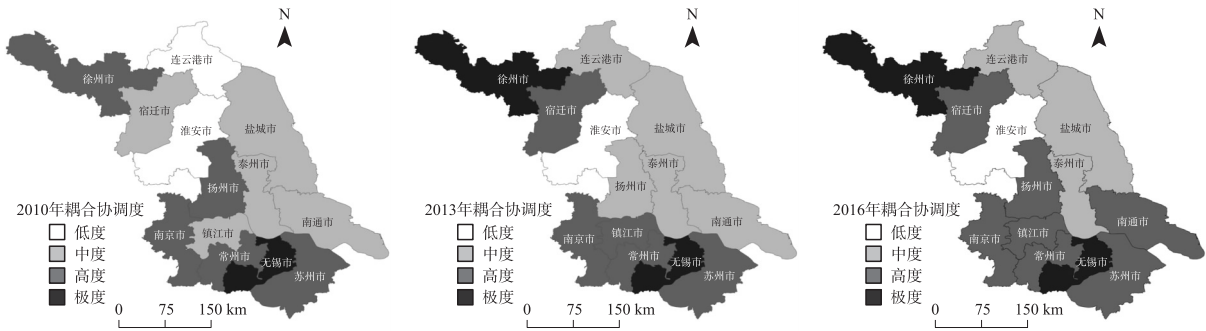 N
连云港市
徐州市
宿迁市
淮安市
盐城市
泰州市
扬州市
南通市
南京市
镇江市
常州市
无锡市
苏州市
2010年耦合协调度
低度
中度
高度
极度
0 75 150 km
N
连云港市
徐州市
宿迁市
淮安市
盐城市
泰州市
扬州市
南通市
南京市
镇江市
常州市
无锡市
苏州市
2013年耦合协调度
低度
中度
高度
极度
0 75 150 km
N
连云港市
徐州市
宿迁市
淮安市
盐城市
泰州市
扬州市
南通市
南京市
镇江市
常州市
无锡市
苏州市
2016年耦合协调度
低度
中度
高度
极度
0 75 150 km